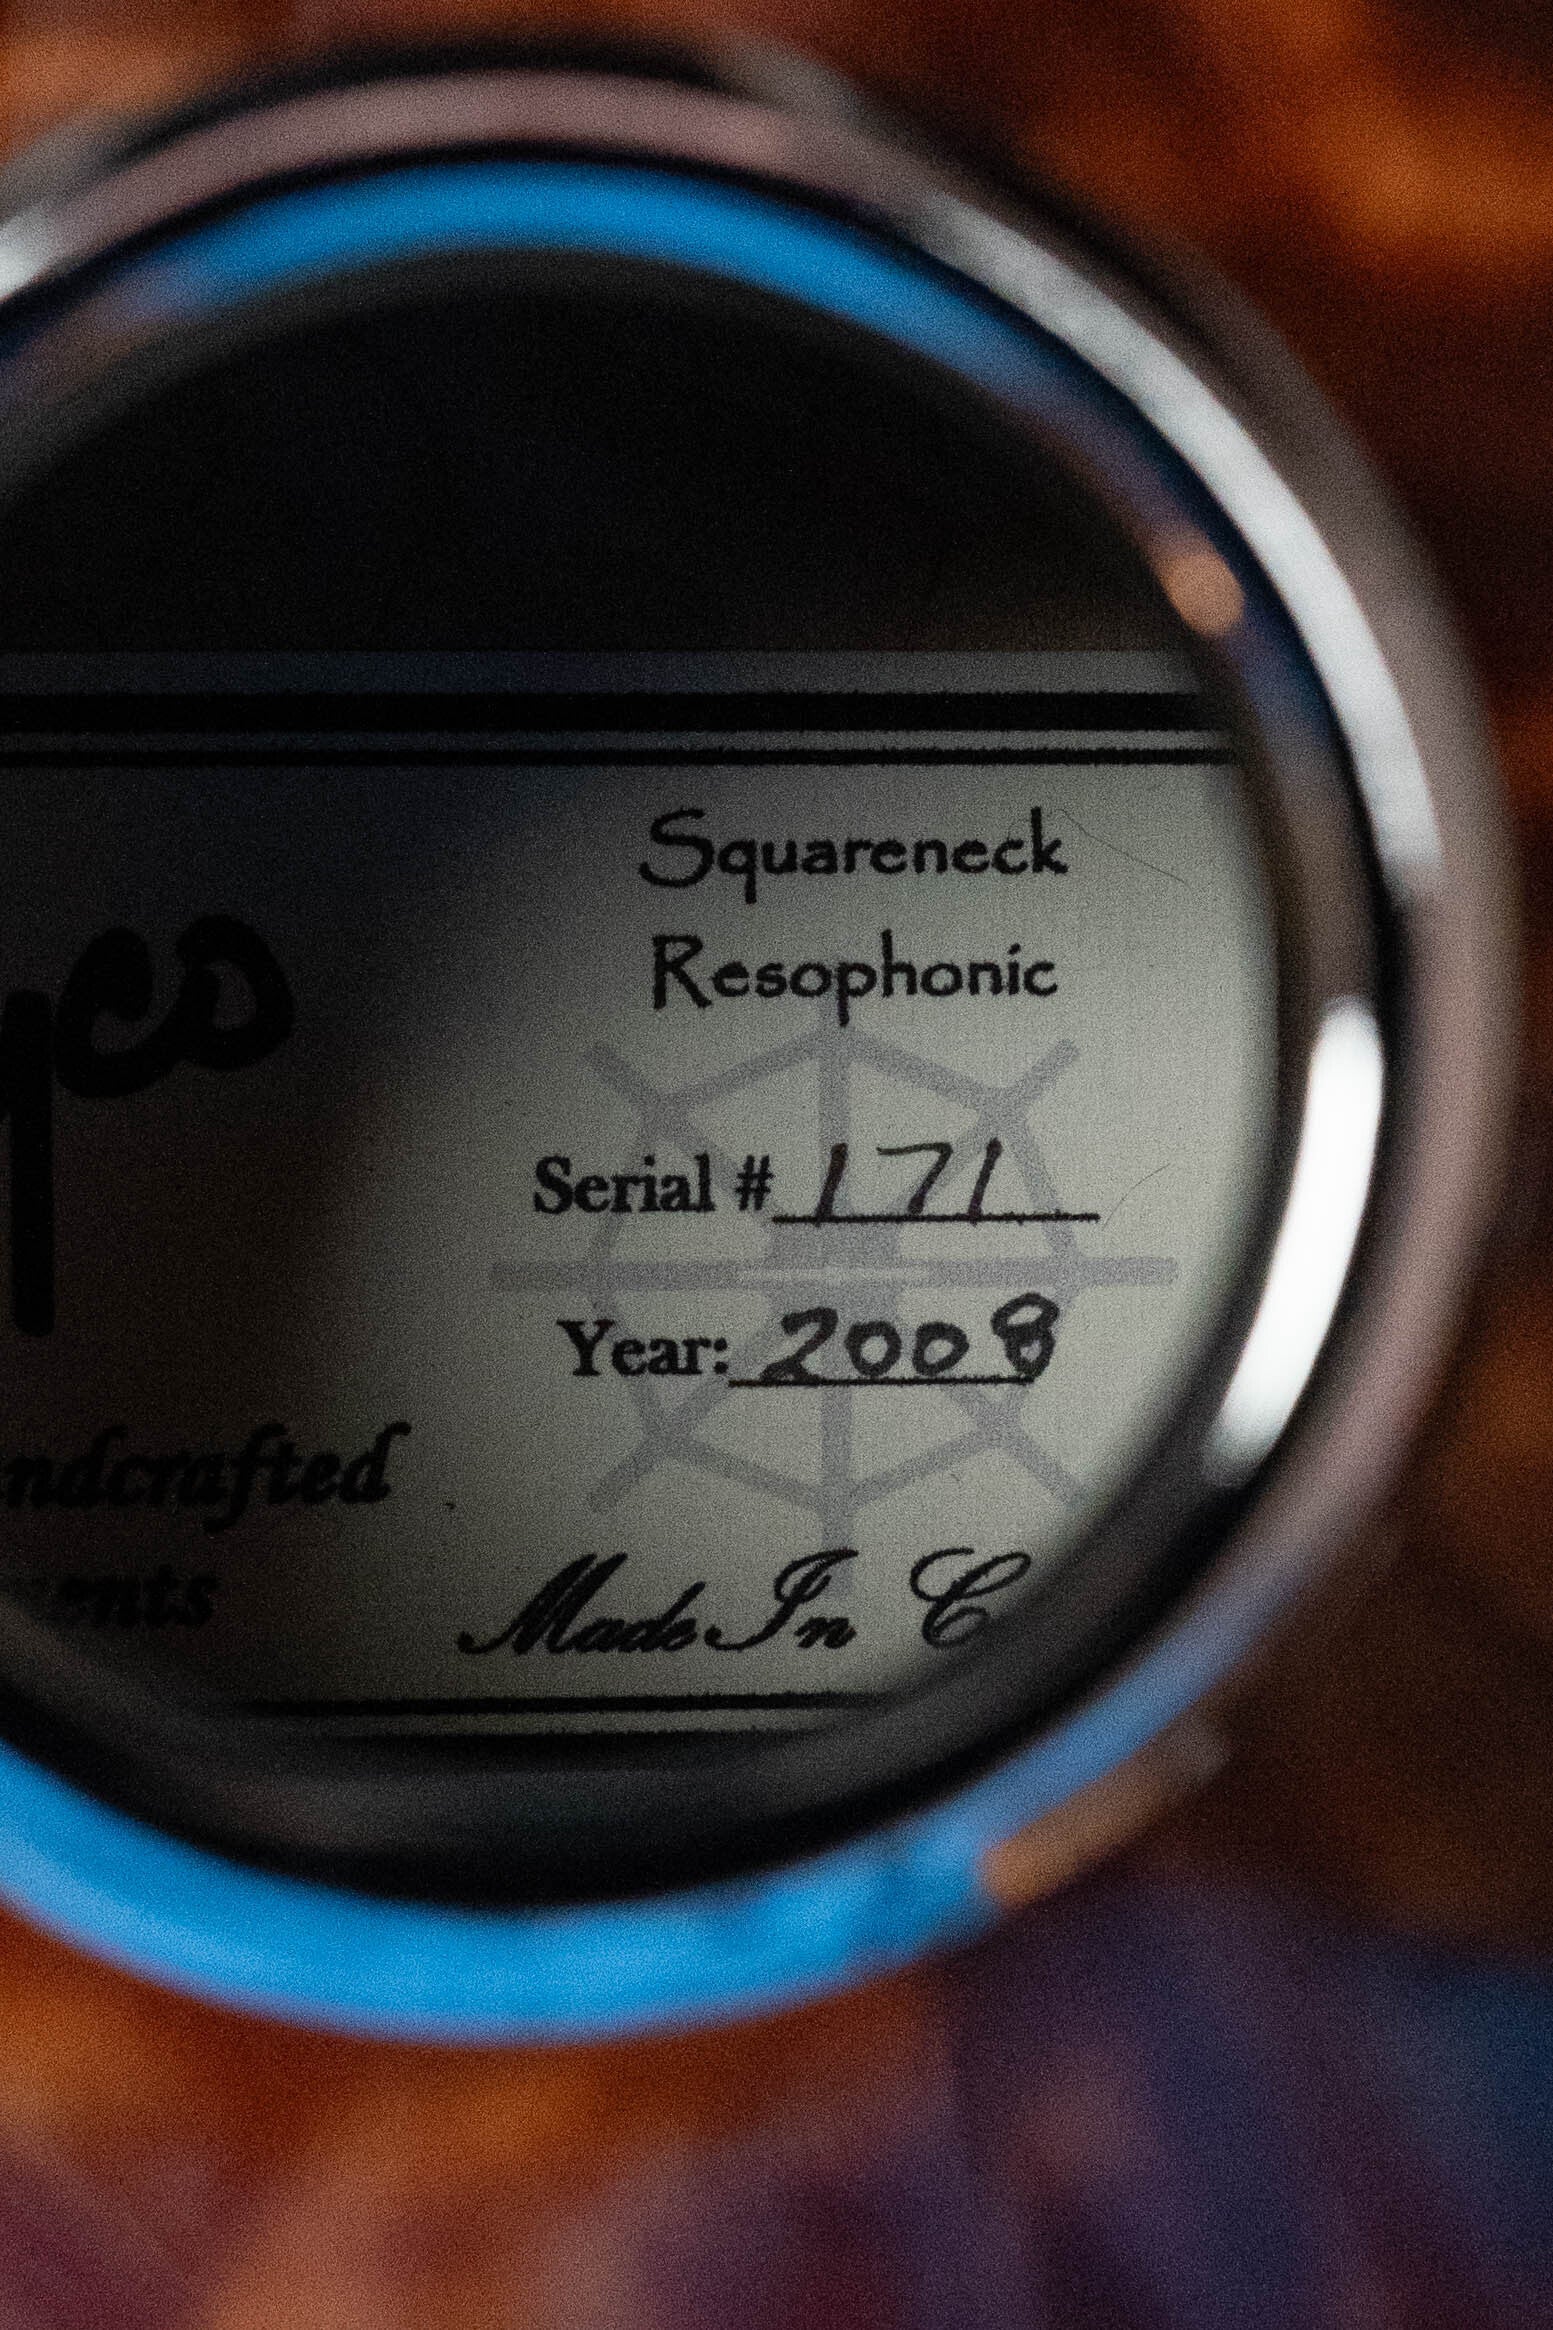 Squareneck
Resophonic
Serial # 171
Year: 2008
Made In